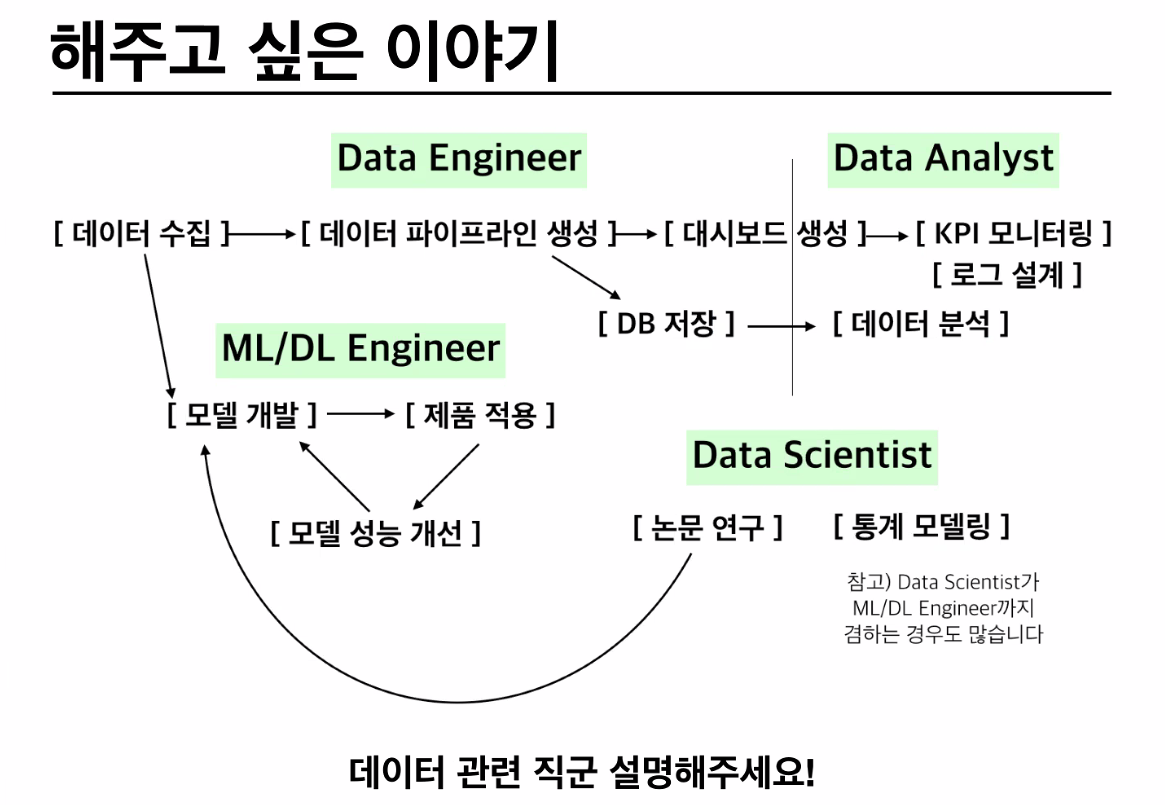 해주고 싶은 이야기
Data Engineer
Data Analyst
[ 데이터 수집 ]
[ 데이터 파이프라인 생성 ]
[ 대시보드 생성 ]
[ KPI 모니터링 ]
[ 로그 설계 ]
[ DB 저장 ]
[ 데이터 분석 ]
ML/DL Engineer
[ 모델 개발 ]
[ 제품 적용 ]
[ 모델 성능 개선 ]
Data Scientist
[ 논문 연구 ]
[ 통계 모델링 ]
참고) Data Scientist가
ML/DL Engineer까지
겸하는 경우도 많습니다
데이터 관련 직군 설명해주세요!